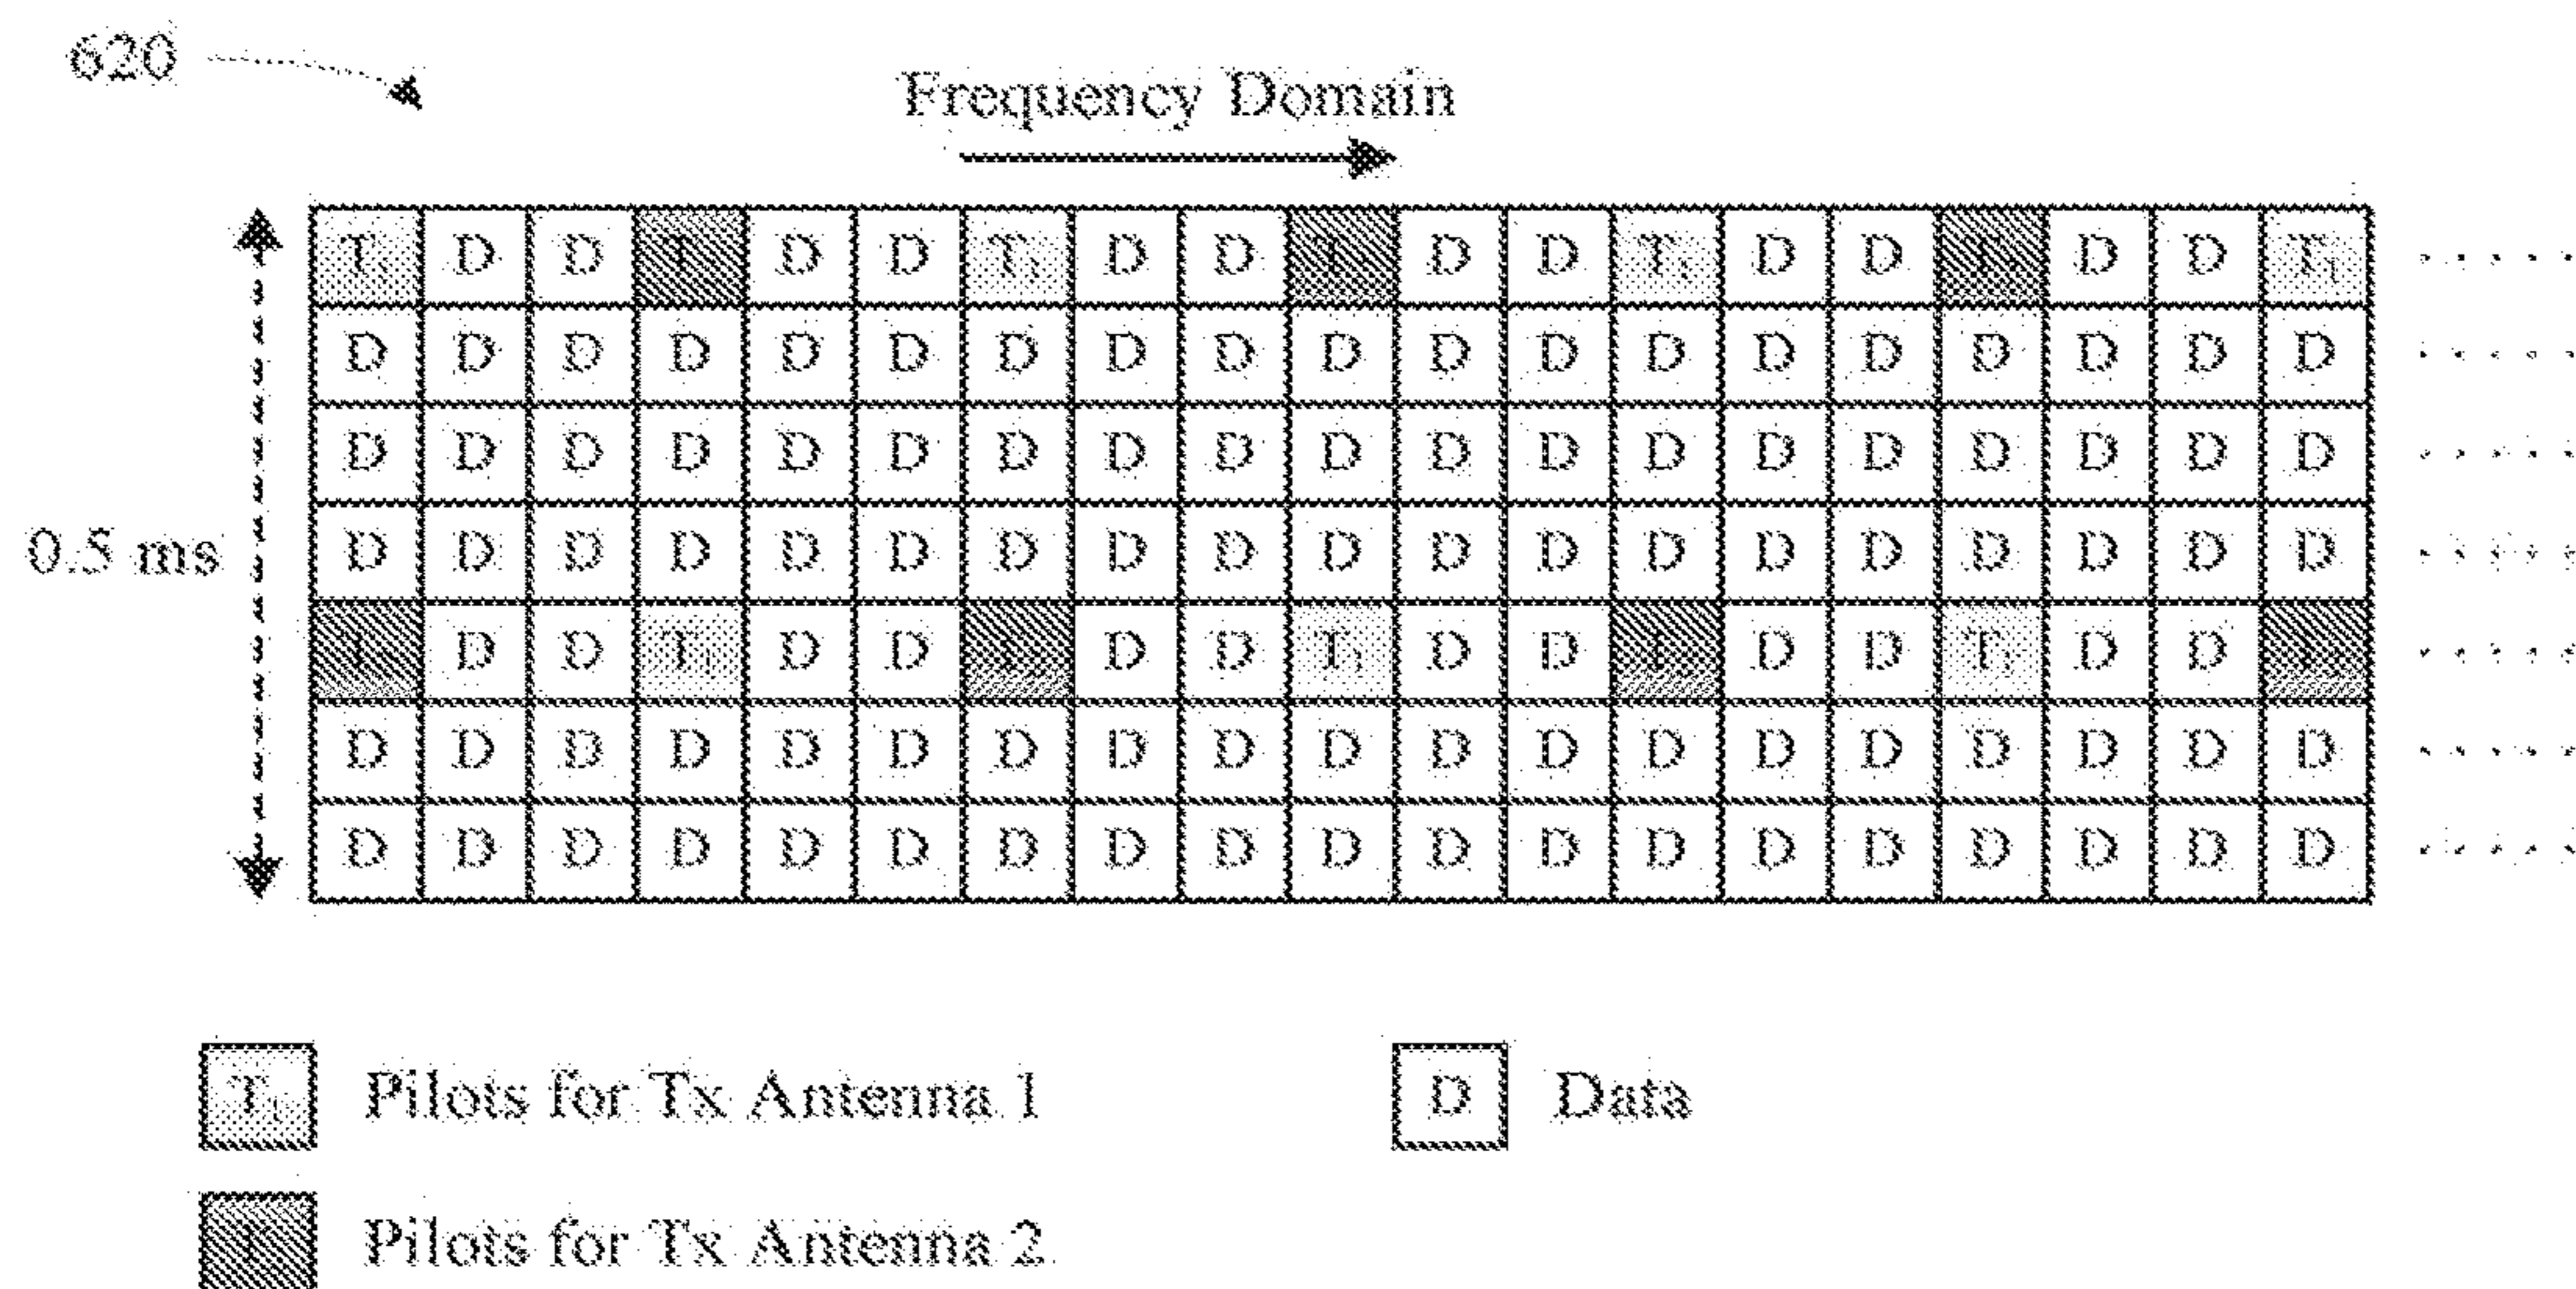 620
Frequency Domain
T₁ D D T D D T₁ D D T D D T₁ D D T D D T₁
D D D D D D D D D D D D D D D D D D D
D D D D D D D D D D D D D D D D D D D
0.5 ms D D D D D D D D D D D D D D D D D D D
T D D T₁ D D T D D T₁ D D T D D T₁ D D T
D D D D D D D D D D D D D D D D D D D
D D D D D D D D D D D D D D D D D D D
T₁ Pilots for Tx Antenna 1
D Data
T Pilots for Tx Antenna 2